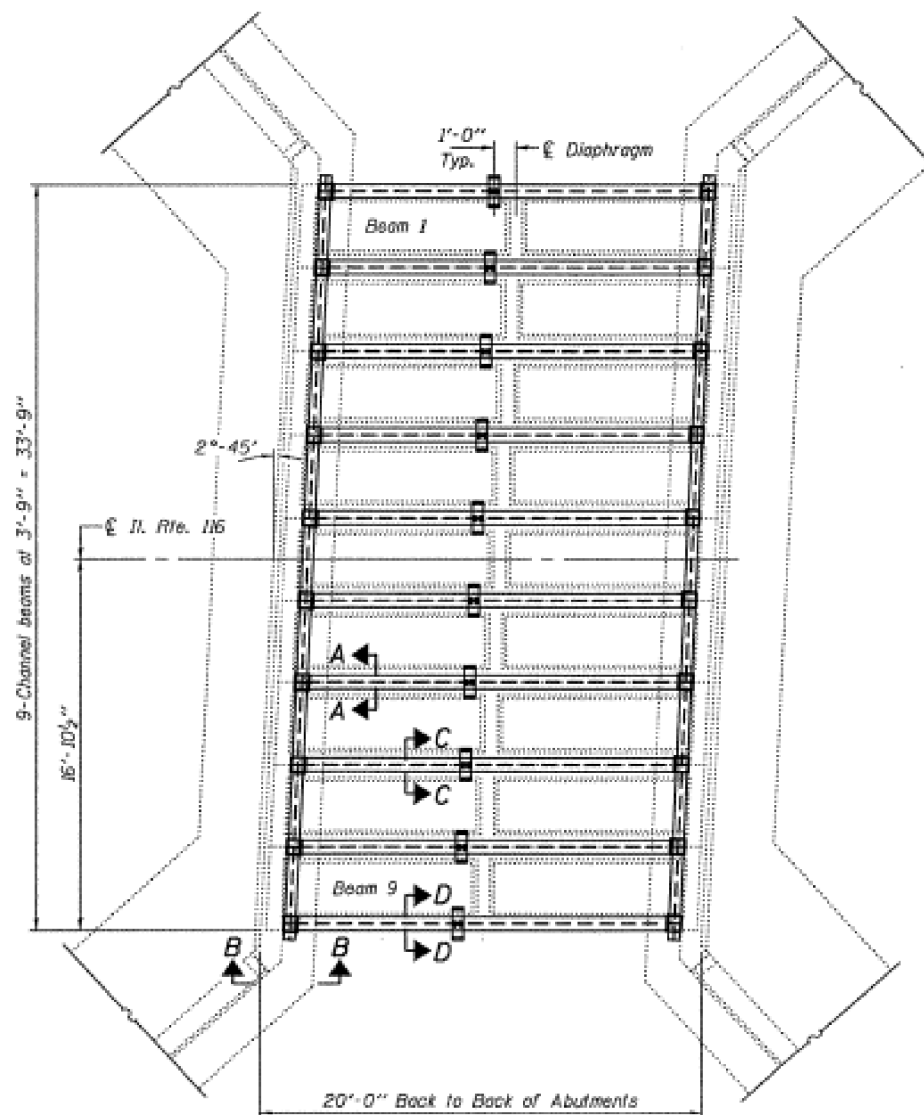 1'-0"
Typ.
℄ Diaphragm
Beam 1
2°-45'
9-Channel beams at 3'-9" = 33'-9"
℄ Il. Rte. 116
16'-10½"
A
A
C
C
Beam 9
D
D
B
B
20'-0" Back to Back of Abutments